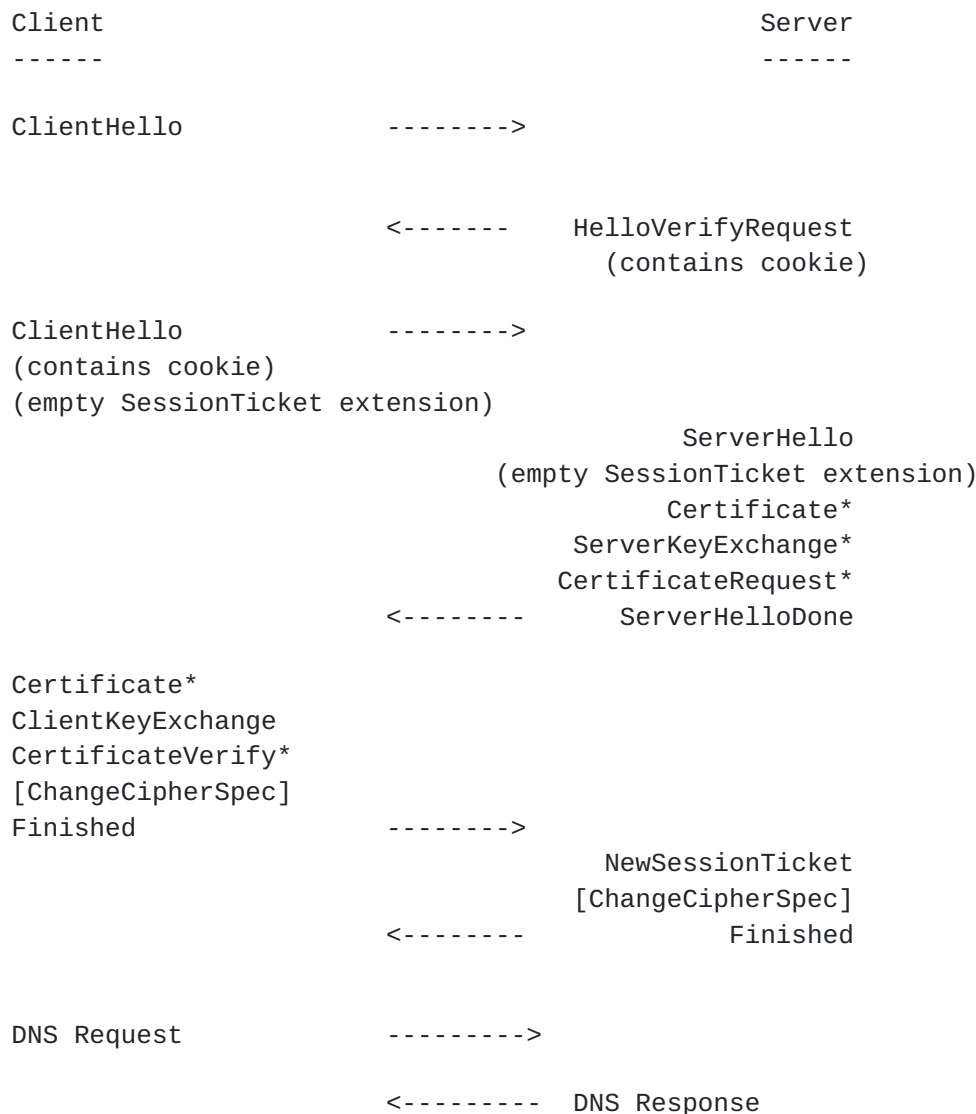 Client                                          Server
------                                          ------
ClientHello             -------->
                        <-------    HelloVerifyRequest
                                      (contains cookie)
ClientHello             -------->
(contains cookie)
(empty SessionTicket extension)
                                           ServerHello
                               (empty SessionTicket extension)
                                          Certificate*
                                    ServerKeyExchange*
                                   CertificateRequest*
                        <--------      ServerHelloDone
Certificate*
ClientKeyExchange
CertificateVerify*
[ChangeCipherSpec]
Finished                -------->
                                      NewSessionTicket
                                    [ChangeCipherSpec]
                        <--------             Finished
DNS Request             --------->
                        <---------  DNS Response